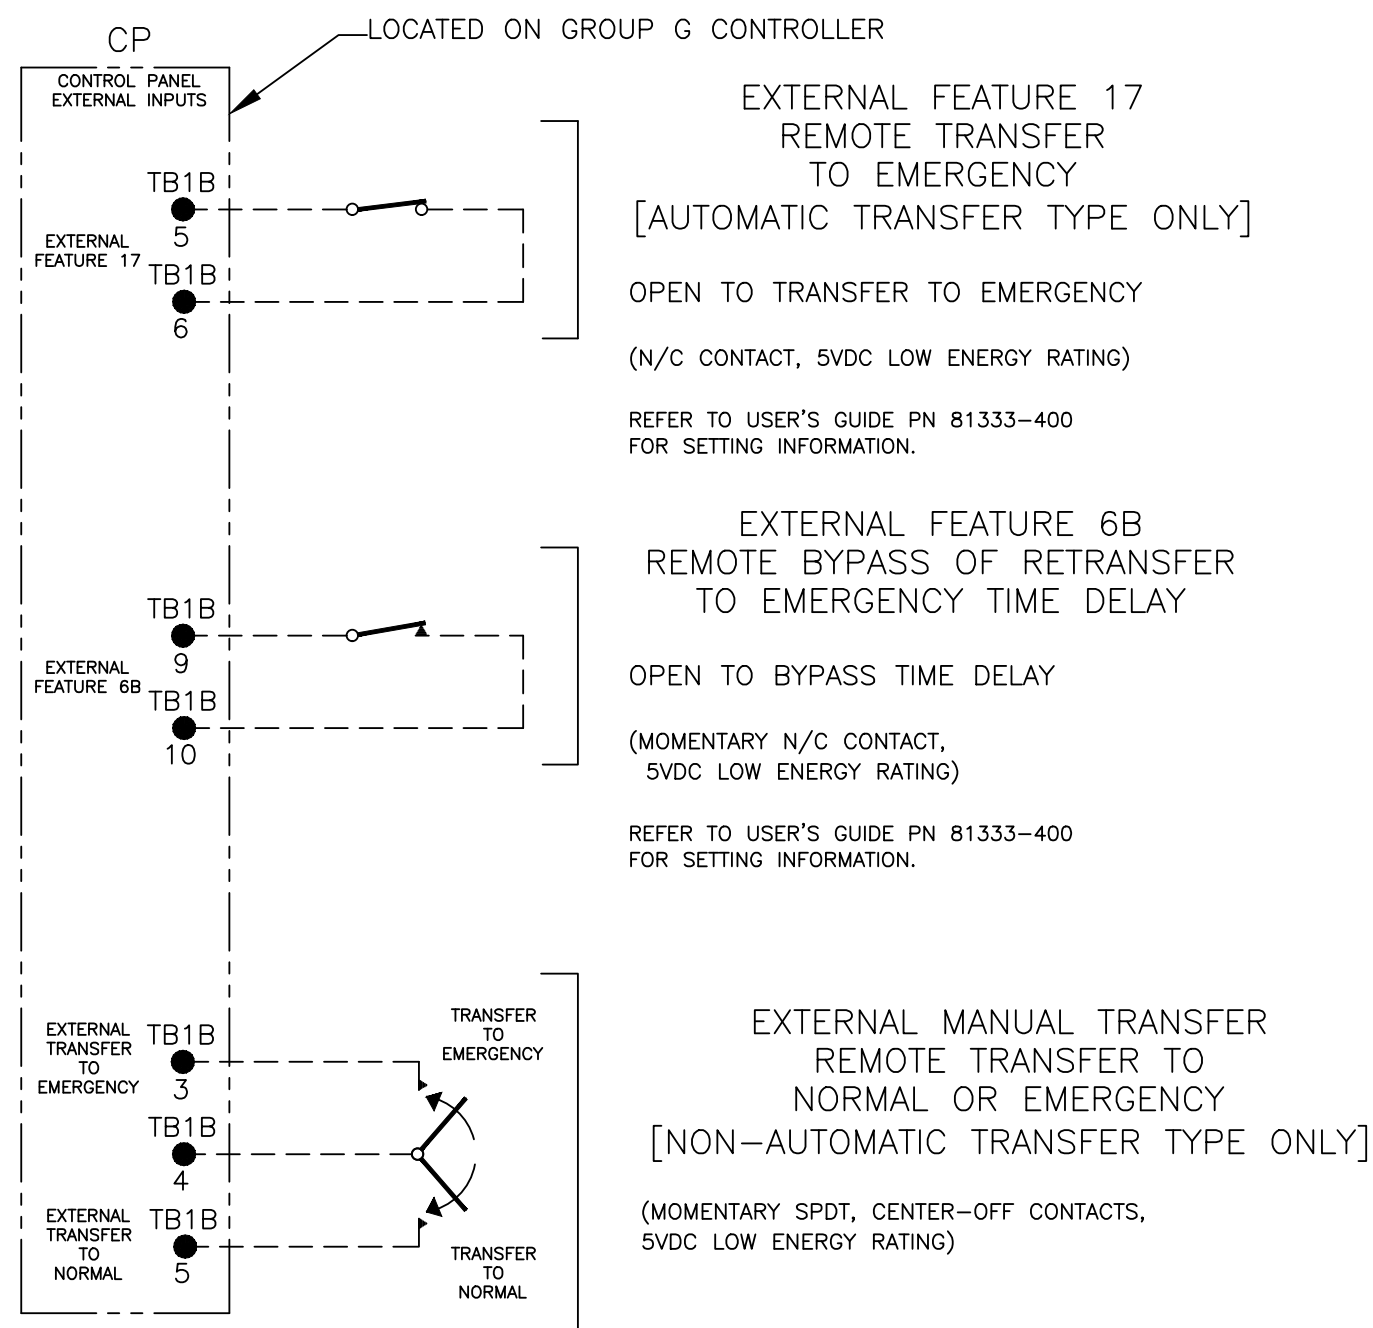 CP
LOCATED ON GROUP G CONTROLLER
CONTROL PANEL
EXTERNAL INPUTS
TB1B
5
EXTERNAL
FEATURE 17
TB1B
6
EXTERNAL FEATURE 17
REMOTE TRANSFER
TO EMERGENCY
[AUTOMATIC TRANSFER TYPE ONLY]
OPEN TO TRANSFER TO EMERGENCY
(N/C CONTACT, 5VDC LOW ENERGY RATING)
REFER TO USER'S GUIDE PN 81333-400
FOR SETTING INFORMATION.
TB1B
9
EXTERNAL
FEATURE 6B
TB1B
10
EXTERNAL FEATURE 6B
REMOTE BYPASS OF RETRANSFER
TO EMERGENCY TIME DELAY
OPEN TO BYPASS TIME DELAY
(MOMENTARY N/C CONTACT,
5VDC LOW ENERGY RATING)
REFER TO USER'S GUIDE PN 81333-400
FOR SETTING INFORMATION.
EXTERNAL
TRANSFER
TO
EMERGENCY
TB1B
3
TB1B
4
EXTERNAL
TRANSFER
TO
NORMAL
TB1B
5
TRANSFER
TO
EMERGENCY
TRANSFER
TO
NORMAL
EXTERNAL MANUAL TRANSFER
REMOTE TRANSFER TO
NORMAL OR EMERGENCY
[NON-AUTOMATIC TRANSFER TYPE ONLY]
(MOMENTARY SPDT, CENTER-OFF CONTACTS,
5VDC LOW ENERGY RATING)